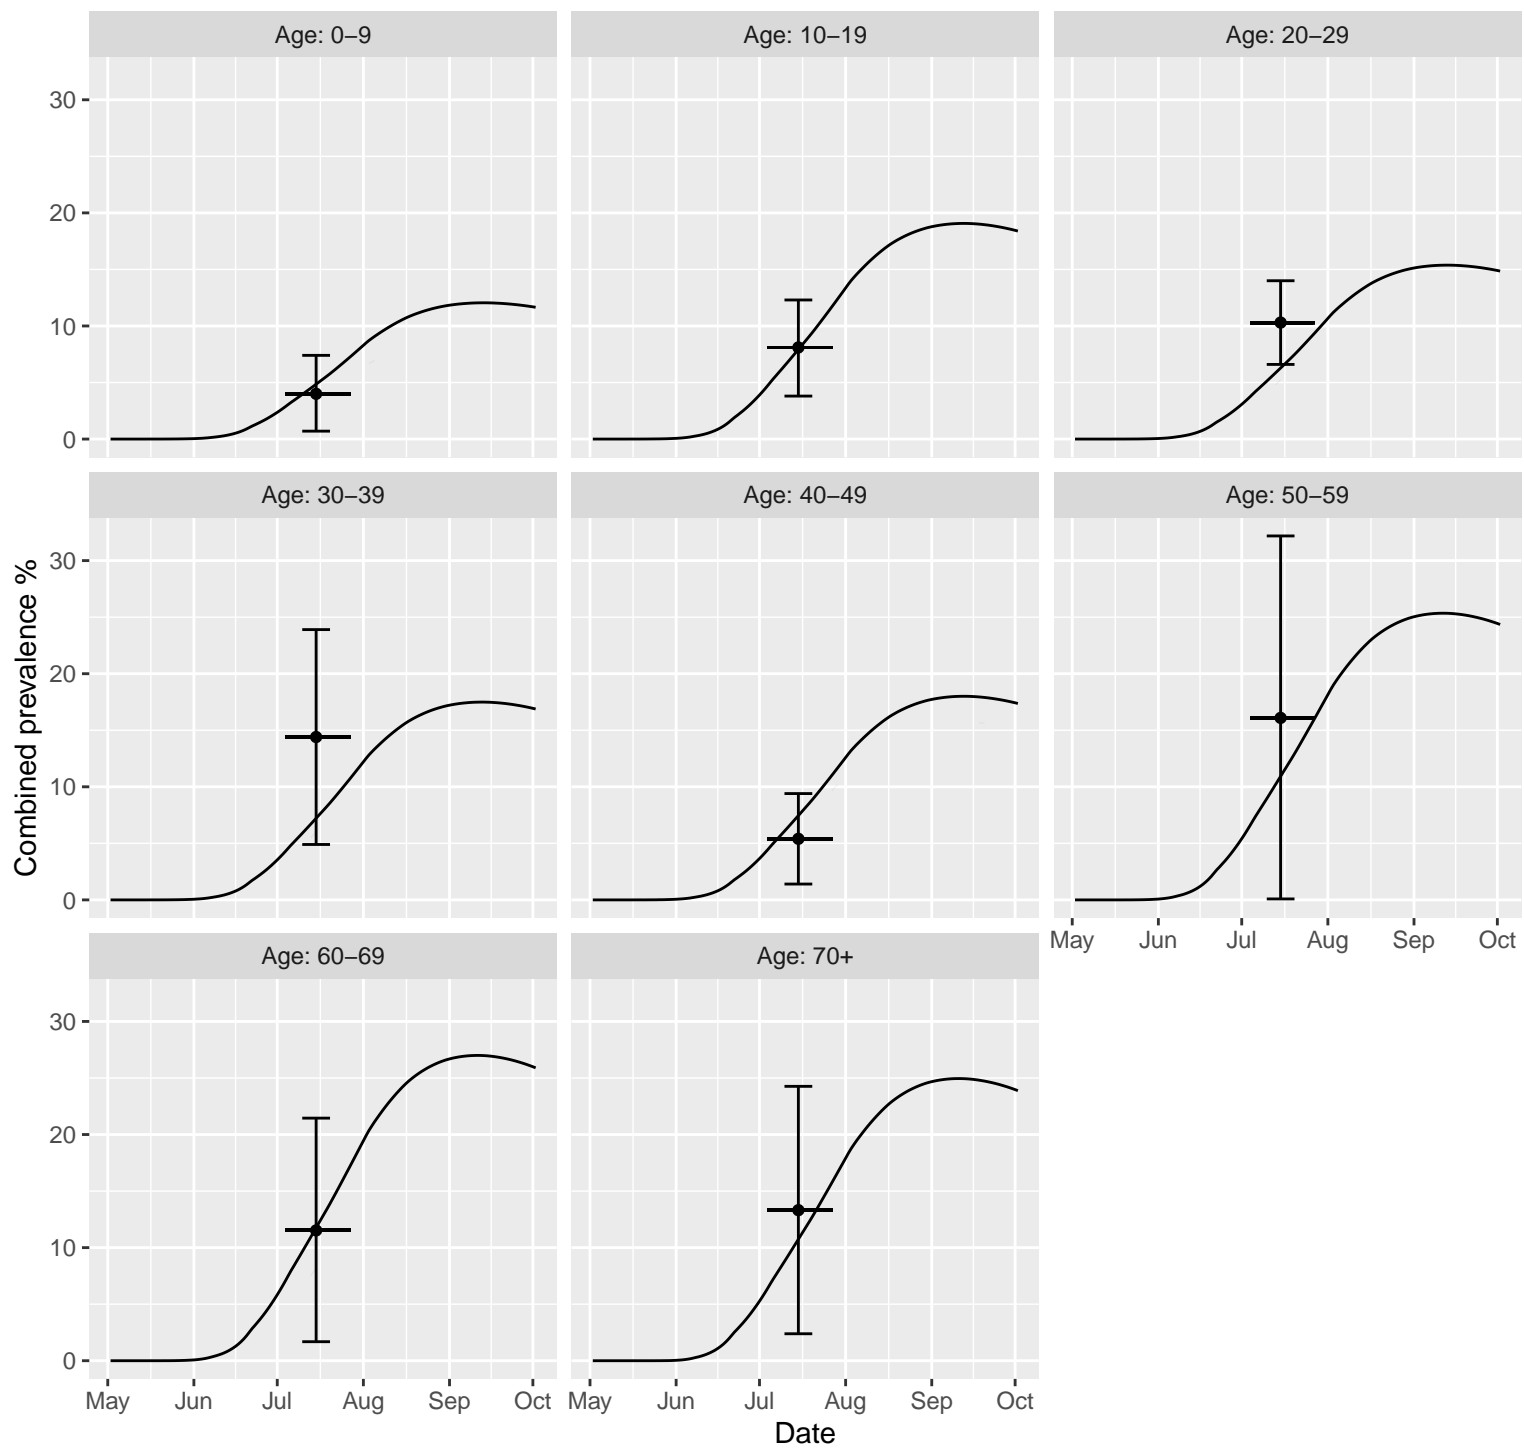 Age: 0–9
Age: 10–19
Age: 20–29
30
20
10
0
Age: 30–39
Age: 40–49
Age: 50–59
30
20
10
0
May Jun Jul Aug Sep Oct
Age: 60–69
Age: 70+
30
20
10
0
May Jun Jul Aug Sep Oct
May Jun Jul Aug Sep Oct
Date
Combined prevalence %